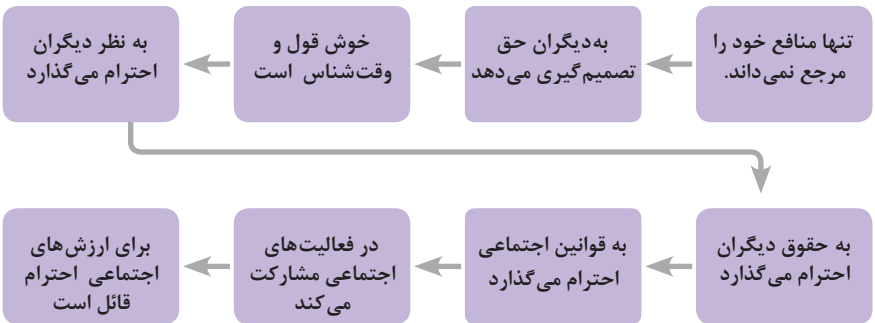 تنها منافع خود را
مرجع نمی‌داند.
به‌دیگران حق
تصمیم‌گیری می‌دهد
خوش قول و
وقت‌شناس است
به نظر دیگران
احترام می‌گذارد
به حقوق دیگران
احترام می‌گذارد
به قوانین اجتماعی
احترام می‌گذارد
در فعالیت‌های
اجتماعی مشارکت
می‌کند
برای ارزش‌های
اجتماعی احترام
قائل است